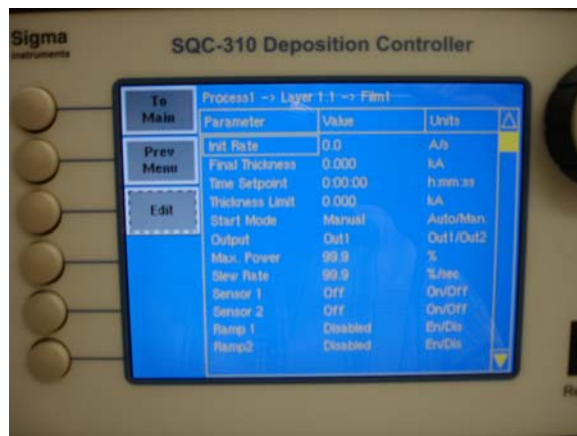 Sigma
instruments
SQC-310 Deposition Controller
To
Main
Prev
Menu
Edit
Process1 -> Layer 1.1 -> Film1
Parameter Value Units
Init Rate 0.0 A/s
Final Thickness 0.000 kA
Time Setpoint 0:00:00 h:mm:ss
Thickness Limit 0.000 kA
Start Mode Manual Auto/Man.
Output Out1 Out1/Out2
Max. Power 99.9 %
Slew Rate 99.9 %/sec
Sensor 1 Off On/Off
Sensor 2 Off On/Off
Ramp 1 Disabled En/Dis
Ramp2 Disabled En/Dis